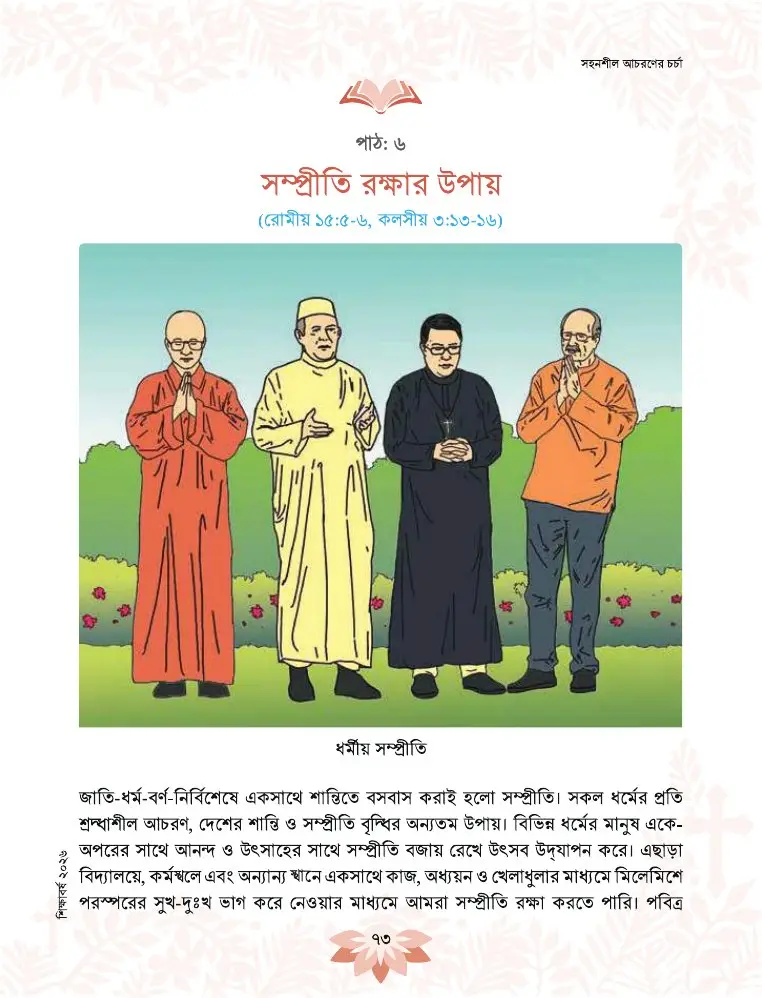 সহনশীল আচরণের চর্চা
পাঠ: ৬
সম্প্রীতি রক্ষার উপায়
(রোমীয় ১৫:৫-৬, কলসীয় ৩:১৩-১৬)
ধর্মীয় সম্প্রীতি
জাতি-ধর্ম-বর্ণ-নির্বিশেষে একসাথে শান্তিতে বসবাস করাই হলো সম্প্রীতি। সকল ধর্মের প্রতি
শ্রদ্ধাশীল আচরণ, দেশের শান্তি ও সম্প্রীতি বৃদ্ধির অন্যতম উপায়। বিভিন্ন ধর্মের মানুষ একে-
অপরের সাথে আনন্দ ও উৎসাহের সাথে সম্প্রীতি বজায় রেখে উৎসব উদ্‌যাপন করে। এছাড়া
বিদ্যালয়ে, কর্মস্থলে এবং অন্যান্য স্থানে একসাথে কাজ, অধ্যয়ন ও খেলাধুলার মাধ্যমে মিলেমিশে
পরস্পরের সুখ-দুঃখ ভাগ করে নেওয়ার মাধ্যমে আমরা সম্প্রীতি রক্ষা করতে পারি। পবিত্র
শিক্ষাবর্ষ ২০২৬
৭৩